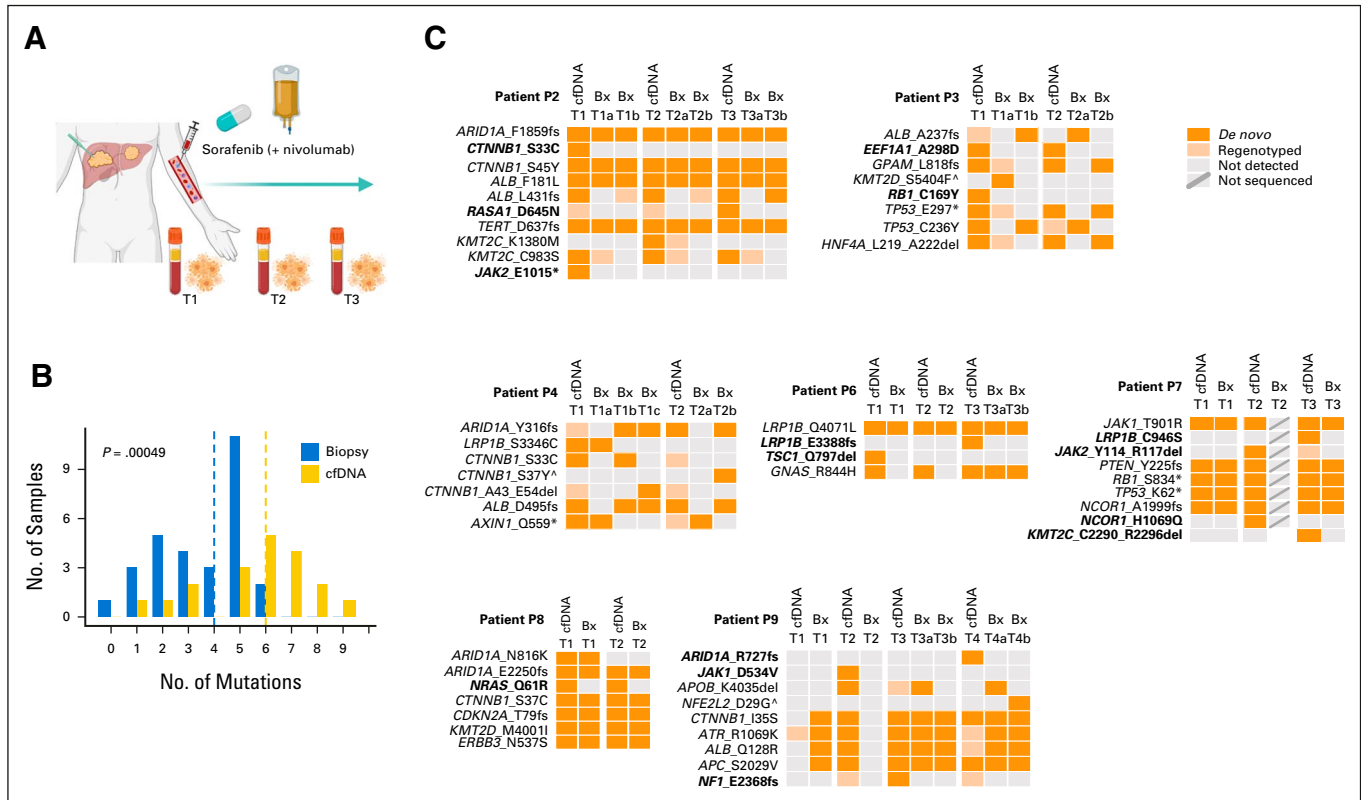 A
Sorafenib (+ nivolumab)
T1 T2 T3
B
P = .00049
Biopsy
cfDNA
No. of Samples
9
6
3
0
0 1 2 3 4 5 6 7 8 9
No. of Mutations
C
Patient P2
cfDNA Bx Bx cfDNA Bx Bx cfDNA Bx Bx
T1 T1a T1b T2 T2a T2b T3 T3a T3b
ARID1A_F1859fs
CTNNB1_S33C
CTNNB1_S45Y
ALB_F181L
ALB_L431fs
RASA1_D645N
TERT_D637fs
KMT2C_K1380M
KMT2C_C983S
JAK2_E1015*
Patient P3
cfDNA Bx Bx cfDNA Bx Bx
T1 T1a T1b T2 T2a T2b
ALB_A237fs
EEF1A1_A298D
GPAM_L818fs
KMT2D_S5404F^
RB1_C169Y
TP53_E297*
TP53_C236Y
HNF4A_L219_A222del
De novo
Regenotyped
Not detected
Not sequenced
Patient P4
cfDNA Bx Bx Bx cfDNA Bx Bx
T1 T1a T1b T1c T2 T2a T2b
ARID1A_Y316fs
LRP1B_S3346C
CTNNB1_S33C
CTNNB1_S37Y^
CTNNB1_A43_E54del
ALB_D495fs
AXIN1_Q559*
Patient P6
cfDNA Bx cfDNA Bx cfDNA Bx Bx
T1 T1 T2 T2 T3 T3a T3b
LRP1B_Q4071L
LRP1B_E3388fs
TSC1_Q797del
GNAS_R844H
Patient P7
cfDNA Bx cfDNA Bx cfDNA Bx
T1 T1 T2 T2 T3 T3
JAK1_T901R
LRP1B_C946S
JAK2_Y114_R117del
PTEN_Y225fs
RB1_S834*
TP53_K62*
NCOR1_A1999fs
NCOR1_H1069Q
KMT2C_C2290_R2296del
Patient P8
cfDNA Bx cfDNA Bx
T1 T1 T2 T2
ARID1A_N816K
ARID1A_E2250fs
NRAS_Q61R
CTNNB1_S37C
CDKN2A_T79fs
KMT2D_M4001I
ERBB3_N537S
Patient P9
cfDNA Bx cfDNA Bx cfDNA Bx Bx cfDNA Bx Bx
T1 T1 T2 T2 T3 T3a T3b T4 T4a T4b
ARID1A_R727fs
JAK1_D534V
APOB_K4035del
NFE2L2_D29G^
CTNNB1_I35S
ATR_R1069K
ALB_Q128R
APC_S2029V
NF1_E2368fs